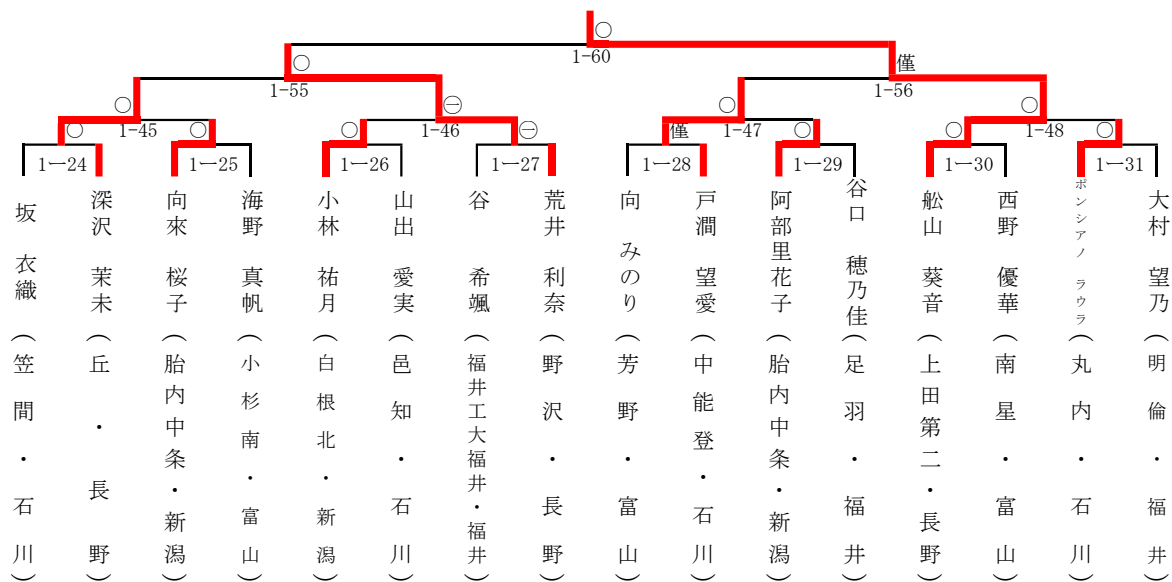 ○
1-60
○
僅
1-55
1-56
○
㊀
○
○
○
○
1-45
○
1-46
㊀
僅
1-47
○
○
1-48
○
1―24
1―25
1―26
1―27
1―28
1―29
1―30
1―31
坂 衣織（笠間・石川）
深沢 茉未（丘・長野）
向來 桜子（胎内中条・新潟）
海野 真帆（小杉南・富山）
小林 祐月（白根北・新潟）
山出 愛実（邑知・石川）
谷 希颯（福井工大福井・福井）
荒井 利奈（野沢・長野）
向 みのり（芳野・富山）
戸澗 望愛（中能登・石川）
阿部里花子（胎内中条・新潟）
谷口 穂乃佳（足羽・福井）
舩山 葵音（上田第二・長野）
西野 優華（南星・富山）
ポンシアノ ラウラ（丸内・石川）
大村 望乃（明倫・福井）